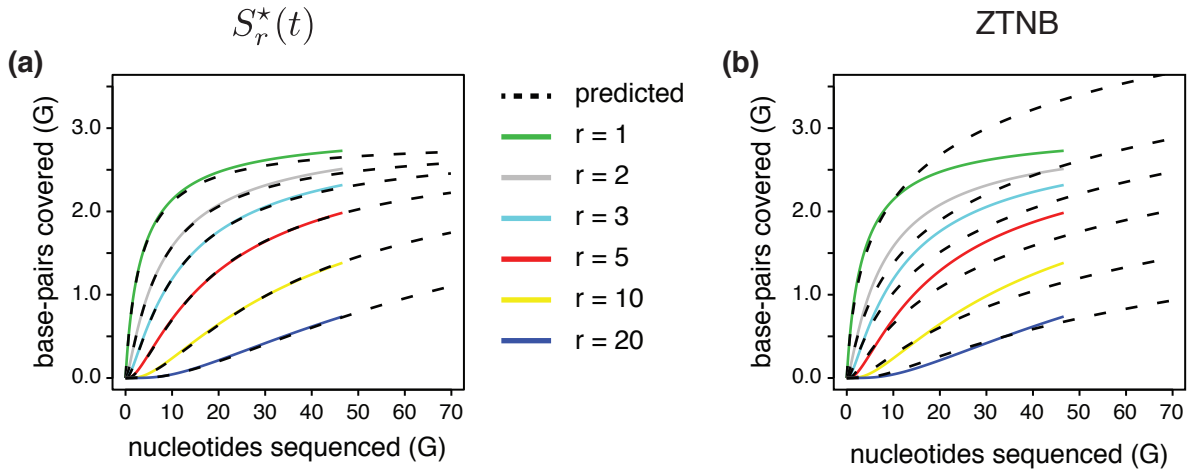 S⋆r(t)
ZTNB
(a)
base-pairs covered (G)
3.0
2.0
1.0
0.0
0 10 20 30 40 50 60 70
nucleotides sequenced (G)
predicted
r = 1
r = 2
r = 3
r = 5
r = 10
r = 20
(b)
base-pairs covered (G)
3.0
2.0
1.0
0.0
0 10 20 30 40 50 60 70
nucleotides sequenced (G)